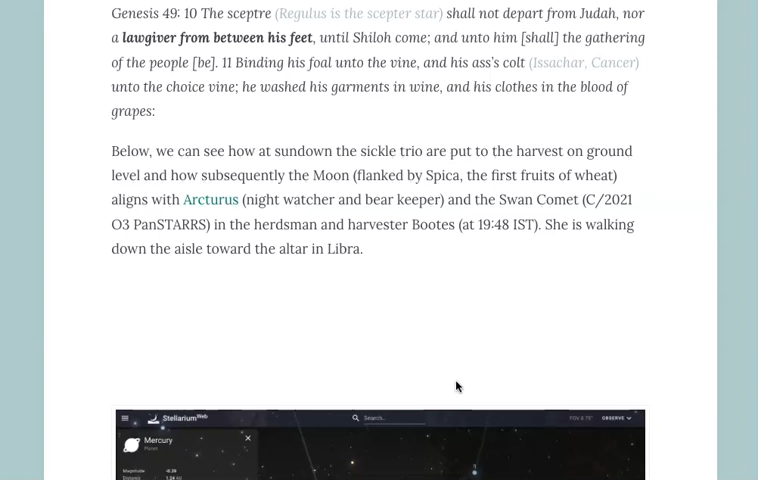 Genesis 49: 10 The sceptre (Regulus is the scepter star) shall not depart from Judah, nor
a lawgiver from between his feet, until Shiloh come; and unto him [shall] the gathering
of the people [be]. 11 Binding his foal unto the vine, and his ass’s colt (Issachar, Cancer)
unto the choice vine; he washed his garments in wine, and his clothes in the blood of
grapes:
Below, we can see how at sundown the sickle trio are put to the harvest on ground
level and how subsequently the Moon (flanked by Spica, the first fruits of wheat)
aligns with Arcturus (night watcher and bear keeper) and the Swan Comet (C/2021
O3 PanSTARRS) in the herdsman and harvester Bootes (at 19:48 IST). She is walking
down the aisle toward the altar in Libra.
StellariumWeb
Search...
OBSERVE
Mercury
Planet
Magnitude
Distance